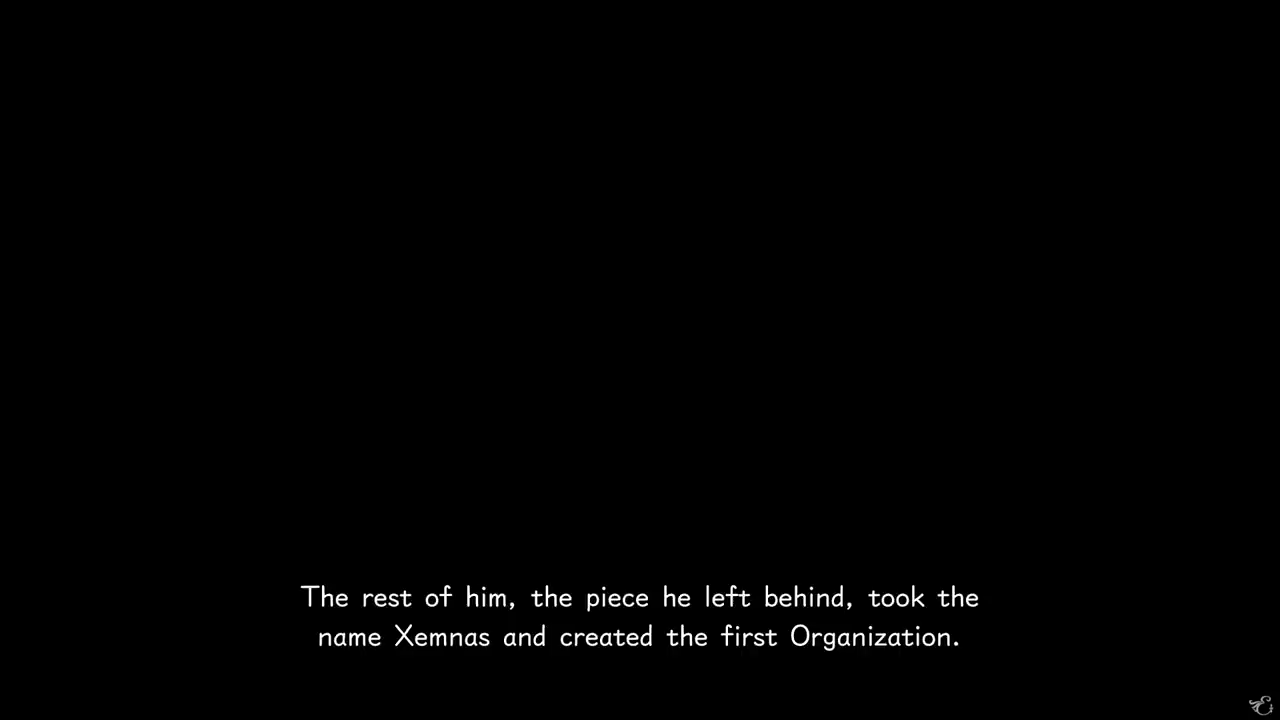 The rest of him, the piece he left behind, took the
name Xemnas and created the first Organization.